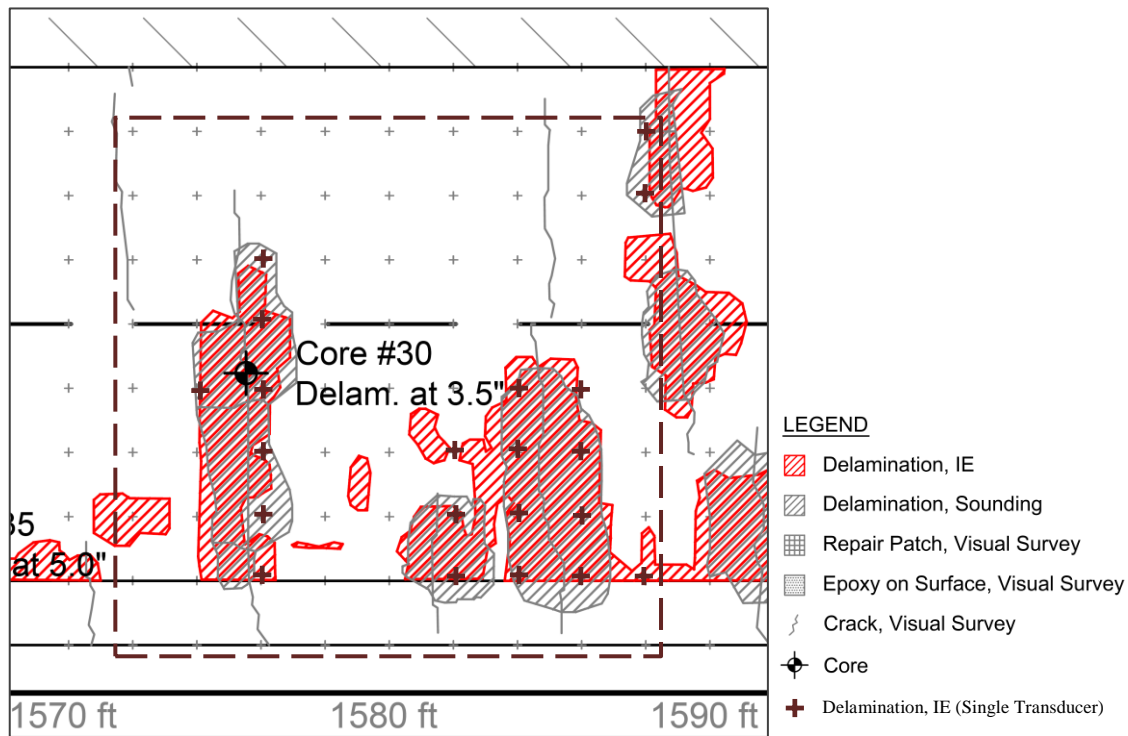 Core #30
Delam. at 3.5"
35
at 5.0"
1570 ft
1580 ft
1590 ft
LEGEND
Delamination, IE
Delamination, Sounding
Repair Patch, Visual Survey
Epoxy on Surface, Visual Survey
Crack, Visual Survey
Core
Delamination, IE (Single Transducer)